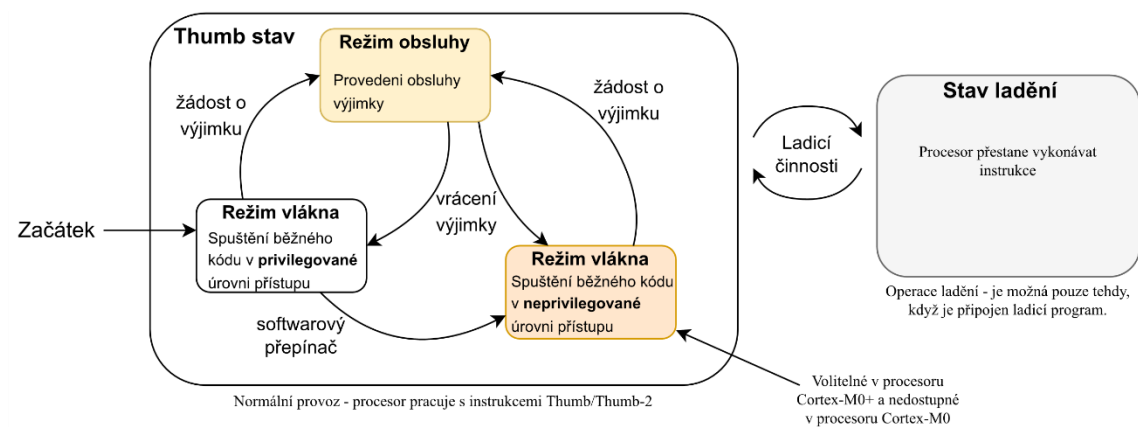 Thumb stav
Režim obsluhy
Provedeni obsluhy
výjimky
žádost o
výjimku
žádost o
výjimku
vrácení
výjimky
Začátek
Režim vlákna
Spuštění běžného
kódu v privilegované
úrovni přístupu
softwarový
přepínač
Režim vlákna
Spuštění běžného kódu
v neprivilegované
úrovni přístupu
Normální provoz - procesor pracuje s instrukcemi Thumb/Thumb-2
Volitelné v procesoru
Cortex-M0+ a nedostupné
v procesoru Cortex-M0
Ladicí
činnosti
Stav ladění
Procesor přestane vykonávat
instrukce
Operace ladění - je možná pouze tehdy,
když je připojen ladicí program.